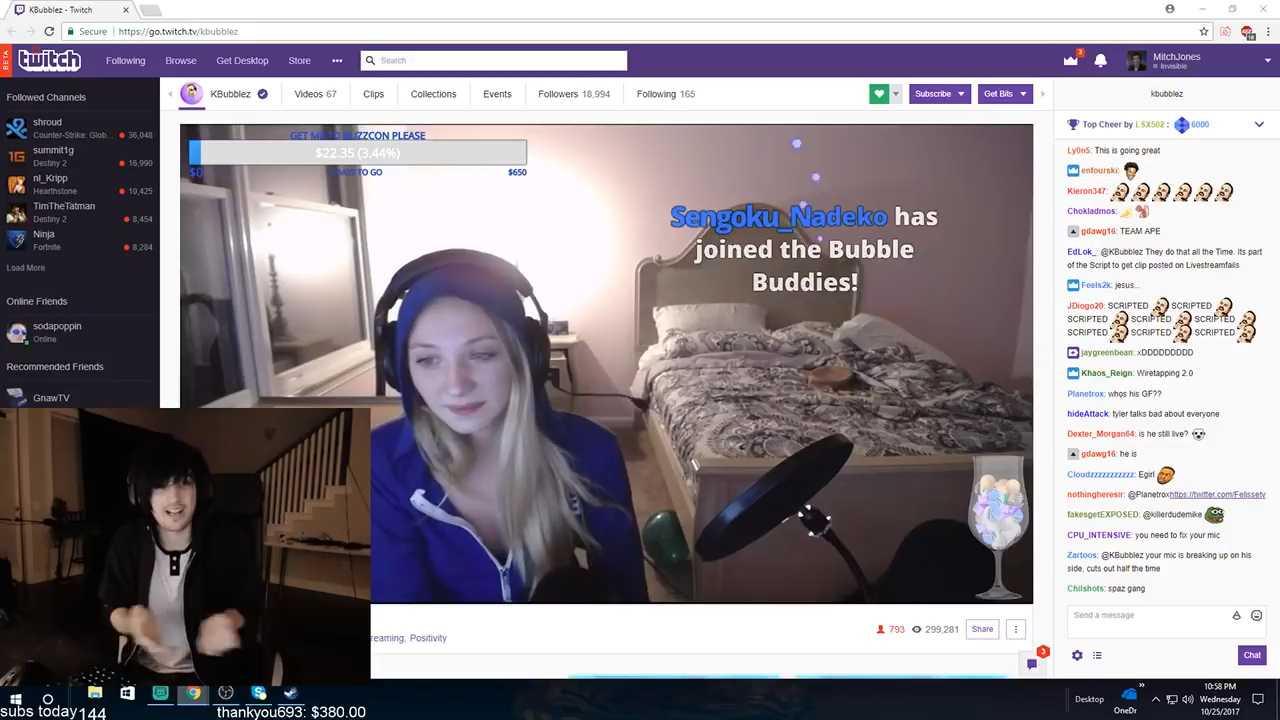 KBubblez - Twitch
Secure https://go.twitch.tv/kbubblez
BETA
twitch
Following
Browse
Get Desktop
Store
Search
3
MitchJones
Invisible
Followed Channels
shroud
Counter-Strike: Glob... 36,048
summit1g
Destiny 2 16,990
nl_Kripp
Hearthstone 10,425
TimTheTatman
Destiny 2 8,454
Ninja
Fortnite 8,284
Load More
Online Friends
sodapoppin
Online
Recommended Friends
GnawTV
KBubblez
Videos 67
Clips
Collections
Events
Followers 18,994
Following 165
Subscribe
Get Bits
$22.35 (3.44%)
$0
$650
Sengoku_Nadeko has
joined the Bubble
Buddies!
reaming, Positivity
793
299,281
Share
3
kbubblez
Top Cheer by LSX502 : 6000
Ly0n5: This is going great
enfourski:
Kieron347:
Chokladmos:
gdawg16: TEAM APE
EdLok_: @KBubblez They do that all the Time. Its part
of the Script to get clip posted on Livestreamfails
Feels2k: jesus...
JDiogo20: SCRIPTED SCRIPTED
SCRIPTED SCRIPTED SCRIPTED
SCRIPTED SCRIPTED SCRIPTED
jaygreenbean: xDDDDDDDDD
Khaos_Reign: Wiretapping 2.0
Planetrox: whos his GF??
hideAttack: tyler talks bad about everyone
Dexter_Morgan64: is he still live?
gdawg16: he is
Cloudzzzzzzzzzzz: Egirl
nothingheresir: @Planetroxhttps://twitter.com/Felissetv
fakesgetEXPOSED: @killerdudemike
CPU_INTENSIVE: you need to fix your mic
Zartoos: @KBubblez your mic is breaking up on his
side, cuts out half the time
Chilshots: spaz gang
Send a message
Chat
subs today 144
thankyou693: $380.00
Desktop
OneDr
10:58 PM
Wednesday
10/25/2017